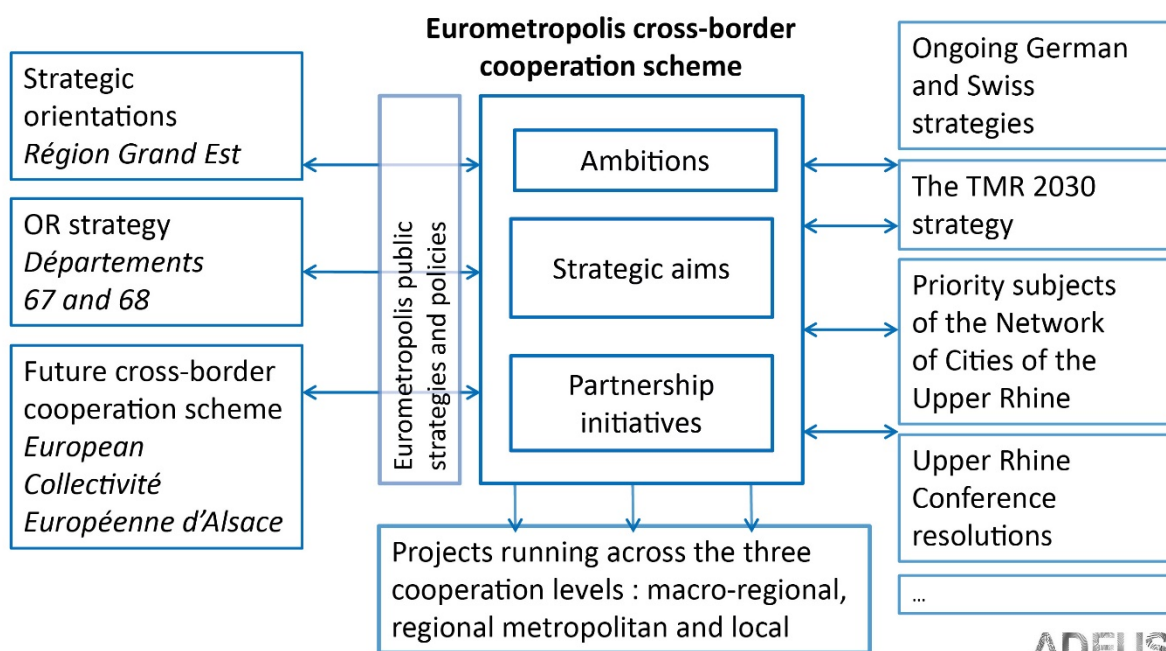 Eurometropolis cross-border
cooperation scheme
Strategic
orientations
Région Grand Est
OR strategy
Départements
67 and 68
Future cross-border
cooperation scheme
European
Collectivité
Européenne d’Alsace
Eurometropolis public
strategies and policies
Ambitions
Strategic aims
Partnership
initiatives
Ongoing German
and Swiss
strategies
The TMR 2030
strategy
Priority subjects
of the Network
of Cities of the
Upper Rhine
Upper Rhine
Conference
resolutions
...
Projects running across the three
cooperation levels : macro-regional,
regional metropolitan and local
ADEUS